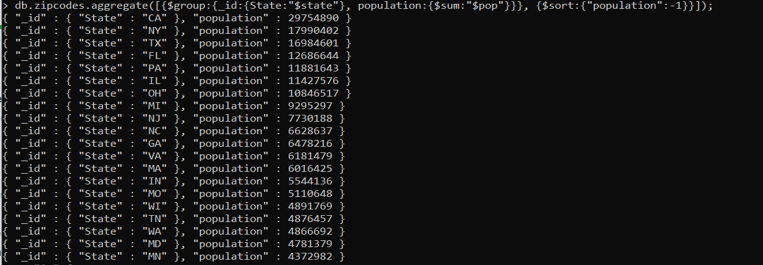 > db.zipcodes.aggregate([{$group:{_id:{State:"$state"}, population:{$sum:"$pop"}}}, {$sort:{"population":-1}}]);
{ "_id" : { "State" : "CA" }, "population" : 29754890 }
{ "_id" : { "State" : "NY" }, "population" : 17990402 }
{ "_id" : { "State" : "TX" }, "population" : 16984601 }
{ "_id" : { "State" : "FL" }, "population" : 12686644 }
{ "_id" : { "State" : "PA" }, "population" : 11881643 }
{ "_id" : { "State" : "IL" }, "population" : 11427576 }
{ "_id" : { "State" : "OH" }, "population" : 10846517 }
{ "_id" : { "State" : "MI" }, "population" : 9295297 }
{ "_id" : { "State" : "NJ" }, "population" : 7730188 }
{ "_id" : { "State" : "NC" }, "population" : 6628637 }
{ "_id" : { "State" : "GA" }, "population" : 6478216 }
{ "_id" : { "State" : "VA" }, "population" : 6181479 }
{ "_id" : { "State" : "MA" }, "population" : 6016425 }
{ "_id" : { "State" : "IN" }, "population" : 5544136 }
{ "_id" : { "State" : "MO" }, "population" : 5110648 }
{ "_id" : { "State" : "WI" }, "population" : 4891769 }
{ "_id" : { "State" : "TN" }, "population" : 4876457 }
{ "_id" : { "State" : "WA" }, "population" : 4866692 }
{ "_id" : { "State" : "MD" }, "population" : 4781379 }
{ "_id" : { "State" : "MN" }, "population" : 4372982 }